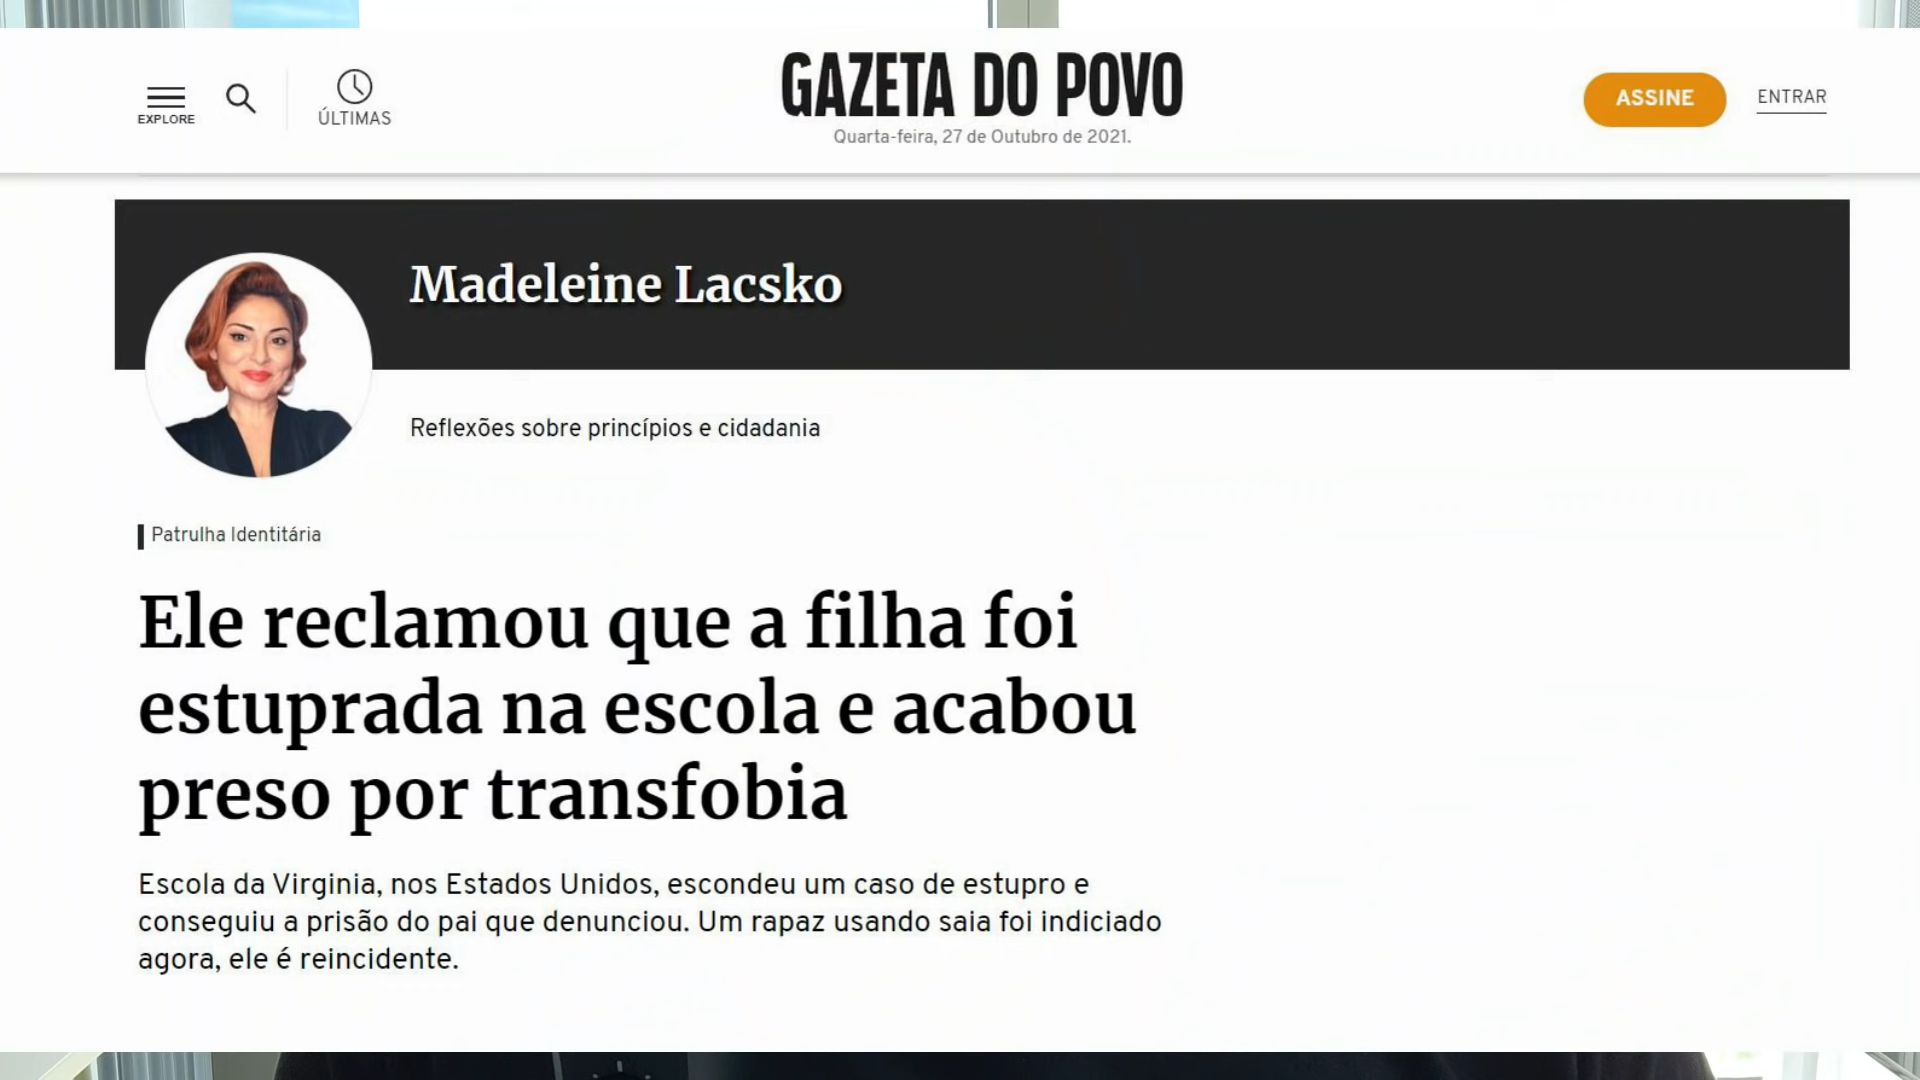 EXPLORE
ÚLTIMAS
GAZETA DO POVO
Quarta-feira, 27 de Outubro de 2021.
ASSINE
ENTRAR
Madeleine Lacsko
Reflexões sobre princípios e cidadania
Patrulha Identitária
Ele reclamou que a filha foi
estuprada na escola e acabou
preso por transfobia
Escola da Virginia, nos Estados Unidos, escondeu um caso de estupro e
conseguiu a prisão do pai que denunciou. Um rapaz usando saia foi indiciado
agora, ele é reincidente.